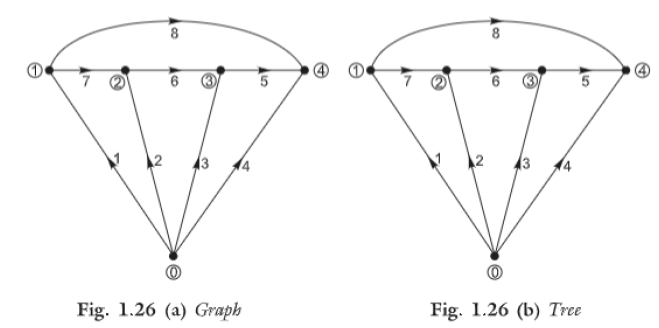 8 8
① 7 ② 6 ③ 5 ④ ① 7 ② 6 ③ 5 ④
1 2 3 4 1 2 3 4
⓪ ⓪
Fig. 1.26 (a) Graph Fig. 1.26 (b) Tree